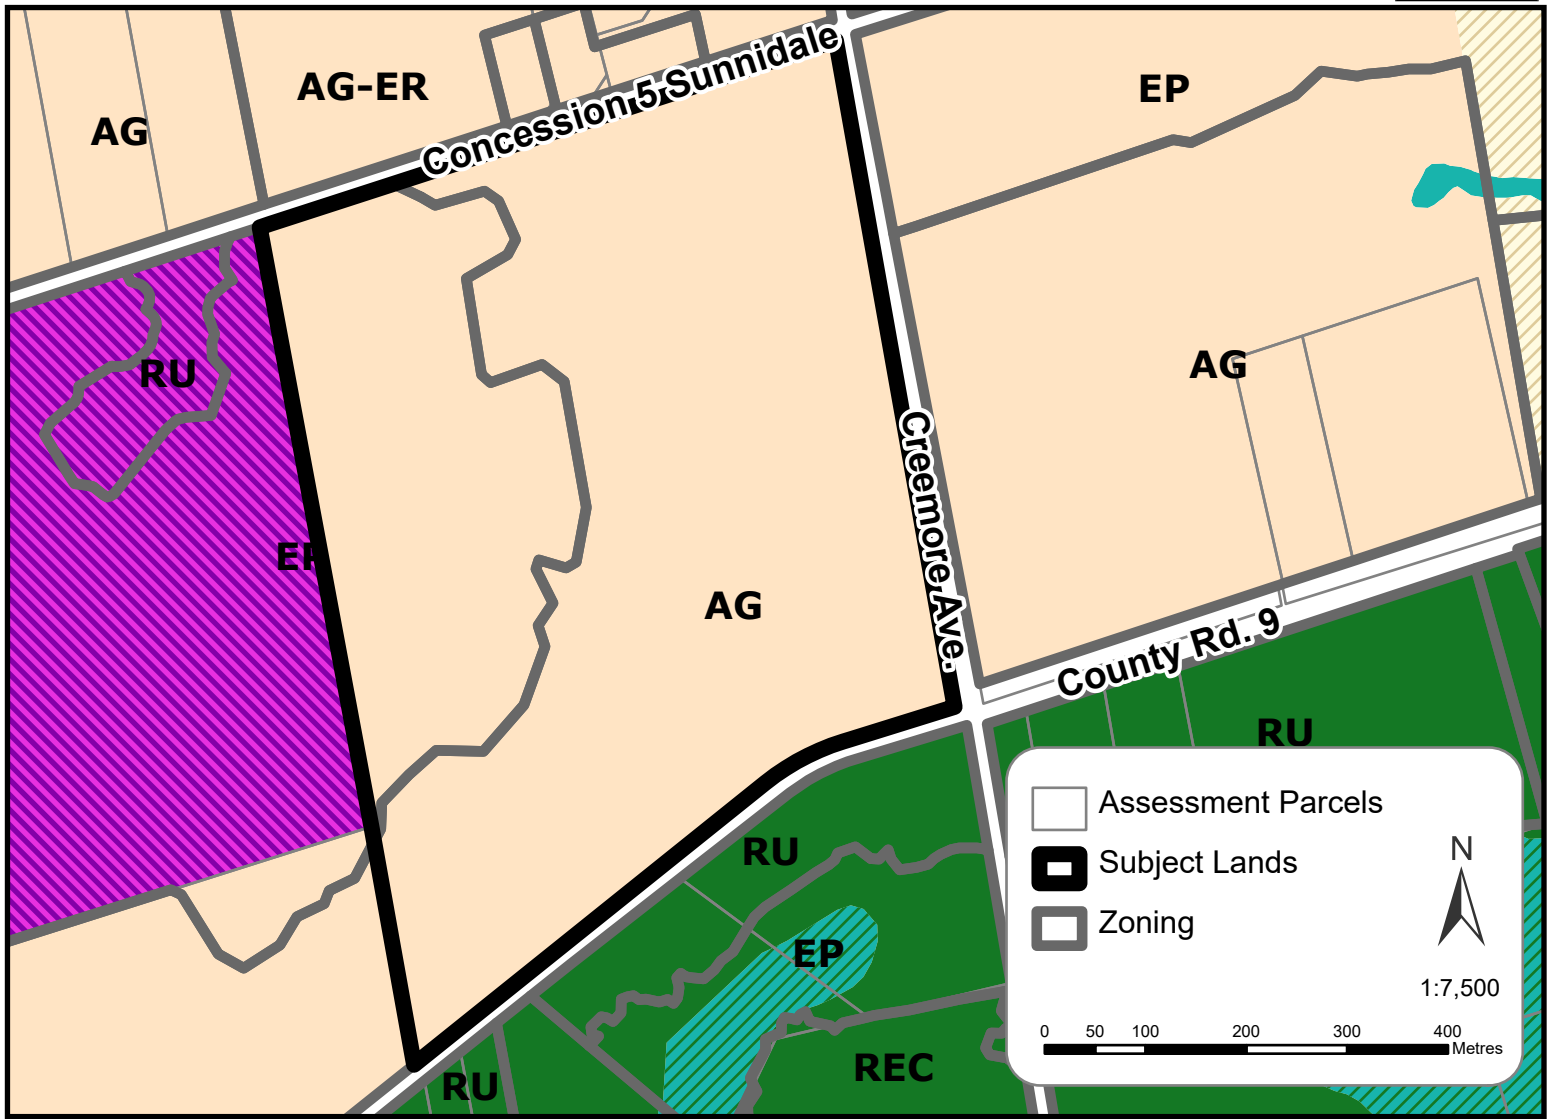 Concession 5 Sunnidale
AG-ER
EP
AG
RU
AG
Creemore Ave.
EP
AG
County Rd. 9
RU
RU
EP
REC
RU
Assessment Parcels
Subject Lands
Zoning
N
1:7,500
0 50 100 200 300 400
Metres